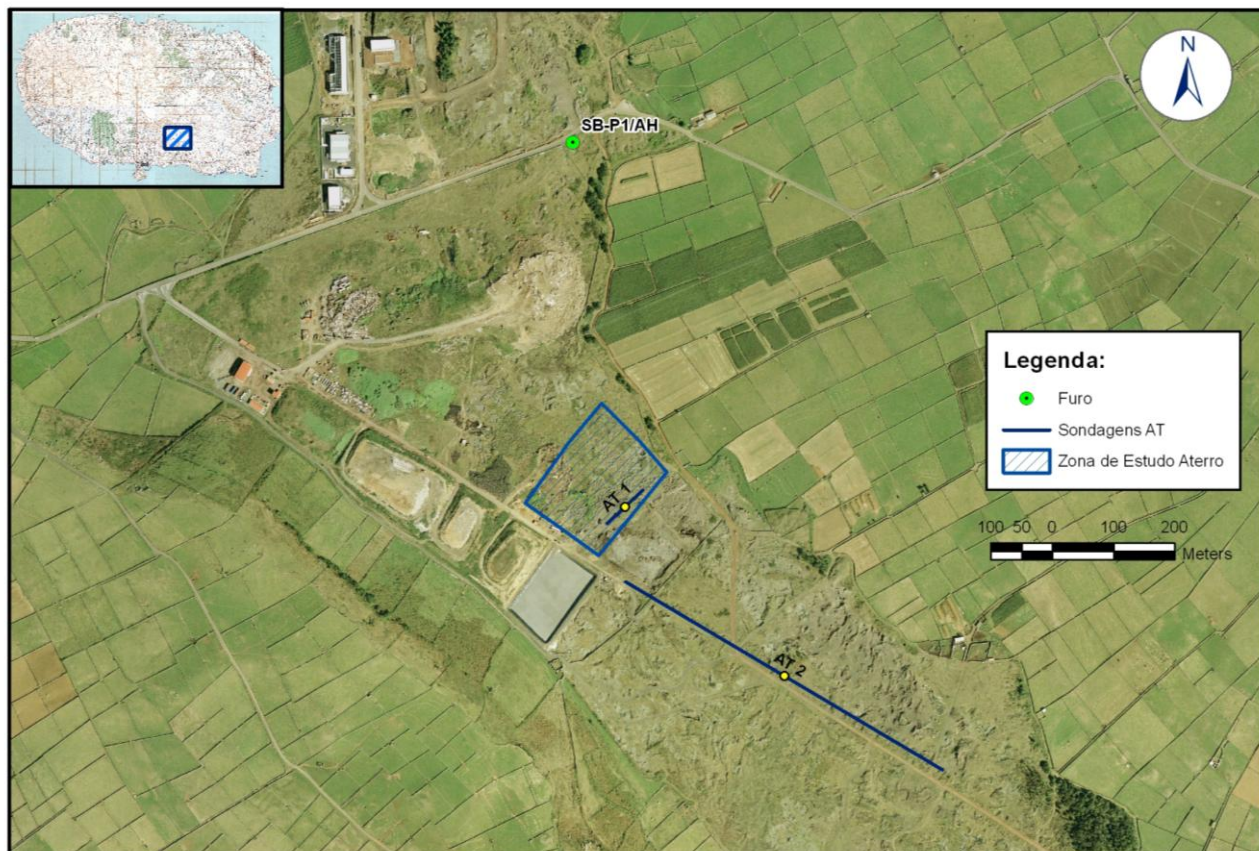 N
SB-P1/AH
Legenda:
Furo
Sondagens AT
Zona de Estudo Aterro
AT 1
100 50 0 100 200
Meters
AT 2